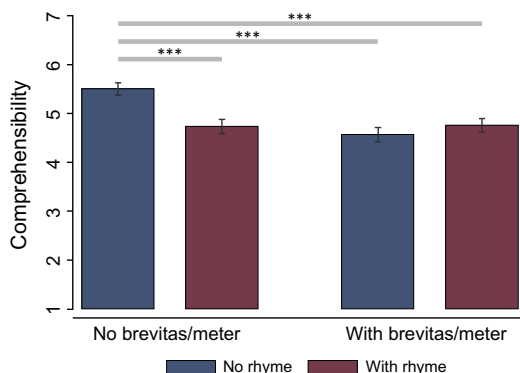 7
6
5
4
3
2
1
Comprehensibility
***
***
***
No brevitas/meter
With brevitas/meter
No rhyme
With rhyme